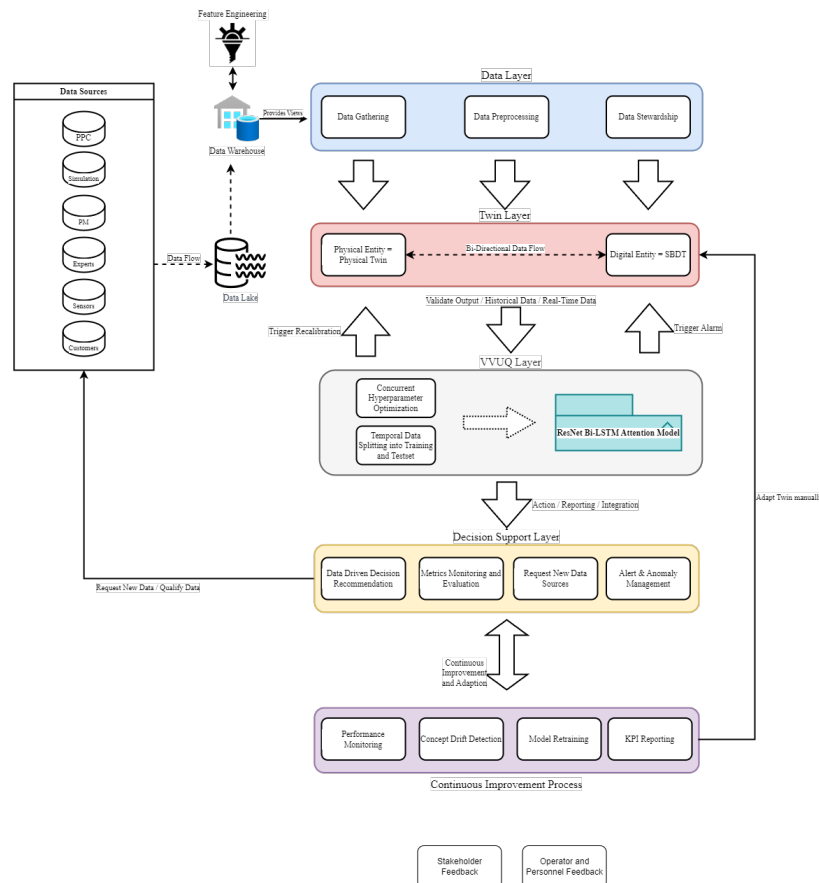 Feature Engineering
Data Sources
PPC
Simulation
PM
Experts
Sensors
Customers
Data Flow
Data Lake
Data Warehouse
Provides Views
Data Layer
Data Gathering
Data Preprocessing
Data Stewardship
Twin Layer
Physical Entity =
Physical Twin
Bi-Directional Data Flow
Digital Entity = SBDT
Validate Output / Historical Data / Real-Time Data
Trigger Recalibration
Trigger Alarm
VVUQ Layer
Concurrent
Hyperparameter
Optimization
Temporal Data
Splitting into Training
and Testset
ResNet Bi-LSTM Attention Model
Action / Reporting / Integration
Adapt Twin manuall
Decision Support Layer
Data Driven Decision
Recommendation
Metrics Monitoring and
Evaluation
Request New Data
Sources
Alert & Anomaly
Management
Request New Data / Qualify Data
Continuous
Improvement
and Adaption
Performance
Monitoring
Concept Drift Detection
Model Retraining
KPI Reporting
Continuous Improvement Process
Stakeholder
Feedback
Operator and
Personnel Feedback